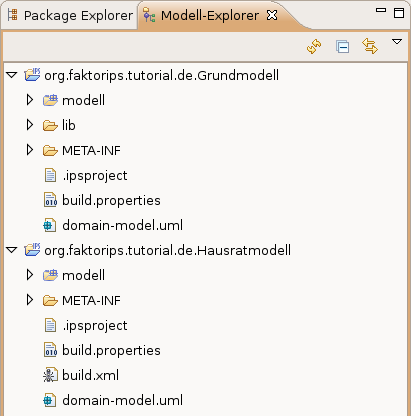 Package Explorer Modell-Explorer
org.faktorips.tutorial.de.Grundmodell
modell
lib
META-INF
.ipsproject
build.properties
domain-model.uml
org.faktorips.tutorial.de.Hausratmodell
modell
META-INF
.ipsproject
build.properties
build.xml
domain-model.uml